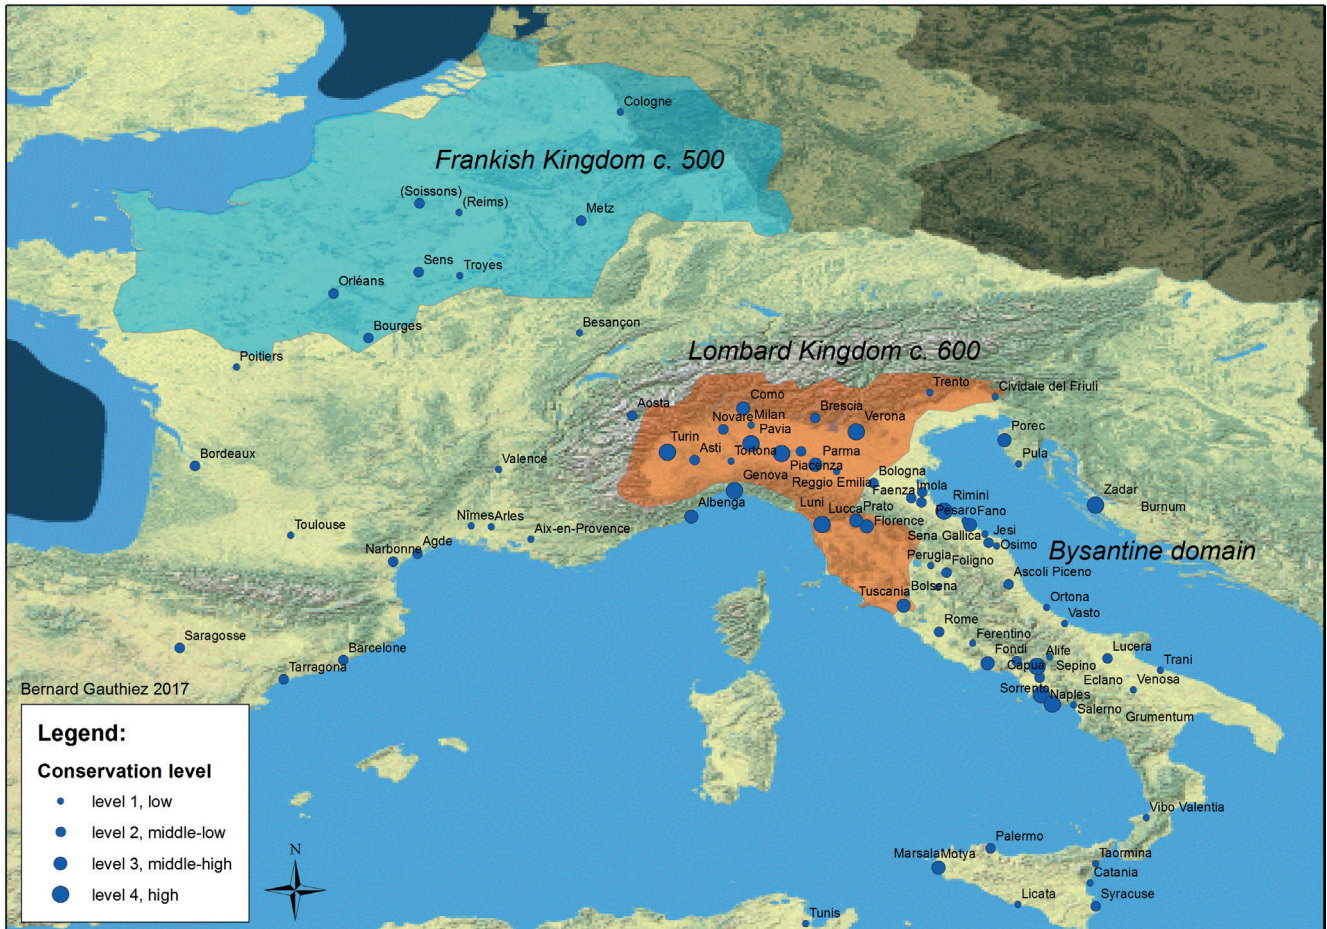 Cologne
Frankish Kingdom c. 500
(Soissons)
(Reims)
Metz
Sens
Troyes
Orléans
Bourges
Besançon
Poitiers
Lombard Kingdom c. 600
Trento
Cividale del Friuli
Aosta
Como
Novare
Milan
Brescia
Verona
Pavia
Porec
Turin
Asti
Tortona
Parma
Piacenza
Pula
Bordeaux
Valence
Genova
Reggio Emilia
Bologna
Faenza
Imola
Zadar
Burnum
Albenga
Luni
Lucca
Prato
Rimini
Toulouse
Nîmes
Arles
Aix-en-Provence
Florence
Pesaro
Fano
Narbonne
Agde
Sena Gallica
Jesi
Osimo
Bysantine domain
Perugia
Foligno
Ascoli Piceno
Tuscania
Bolsena
Ortona
Vasto
Saragosse
Barcelone
Rome
Ferentino
Fondi
Alife
Lucera
Trani
Tarragona
Capua
Sepino
Eclano
Venosa
Bernard Gauthiez 2017
Sorrento
Naples
Salerno
Grumentum
Legend:
Conservation level
level 1, low
level 2, middle-low
level 3, middle-high
level 4, high
N
Vibo Valentia
Palermo
Marsala
Motya
Taormina
Catania
Licata
Syracuse
Tunis